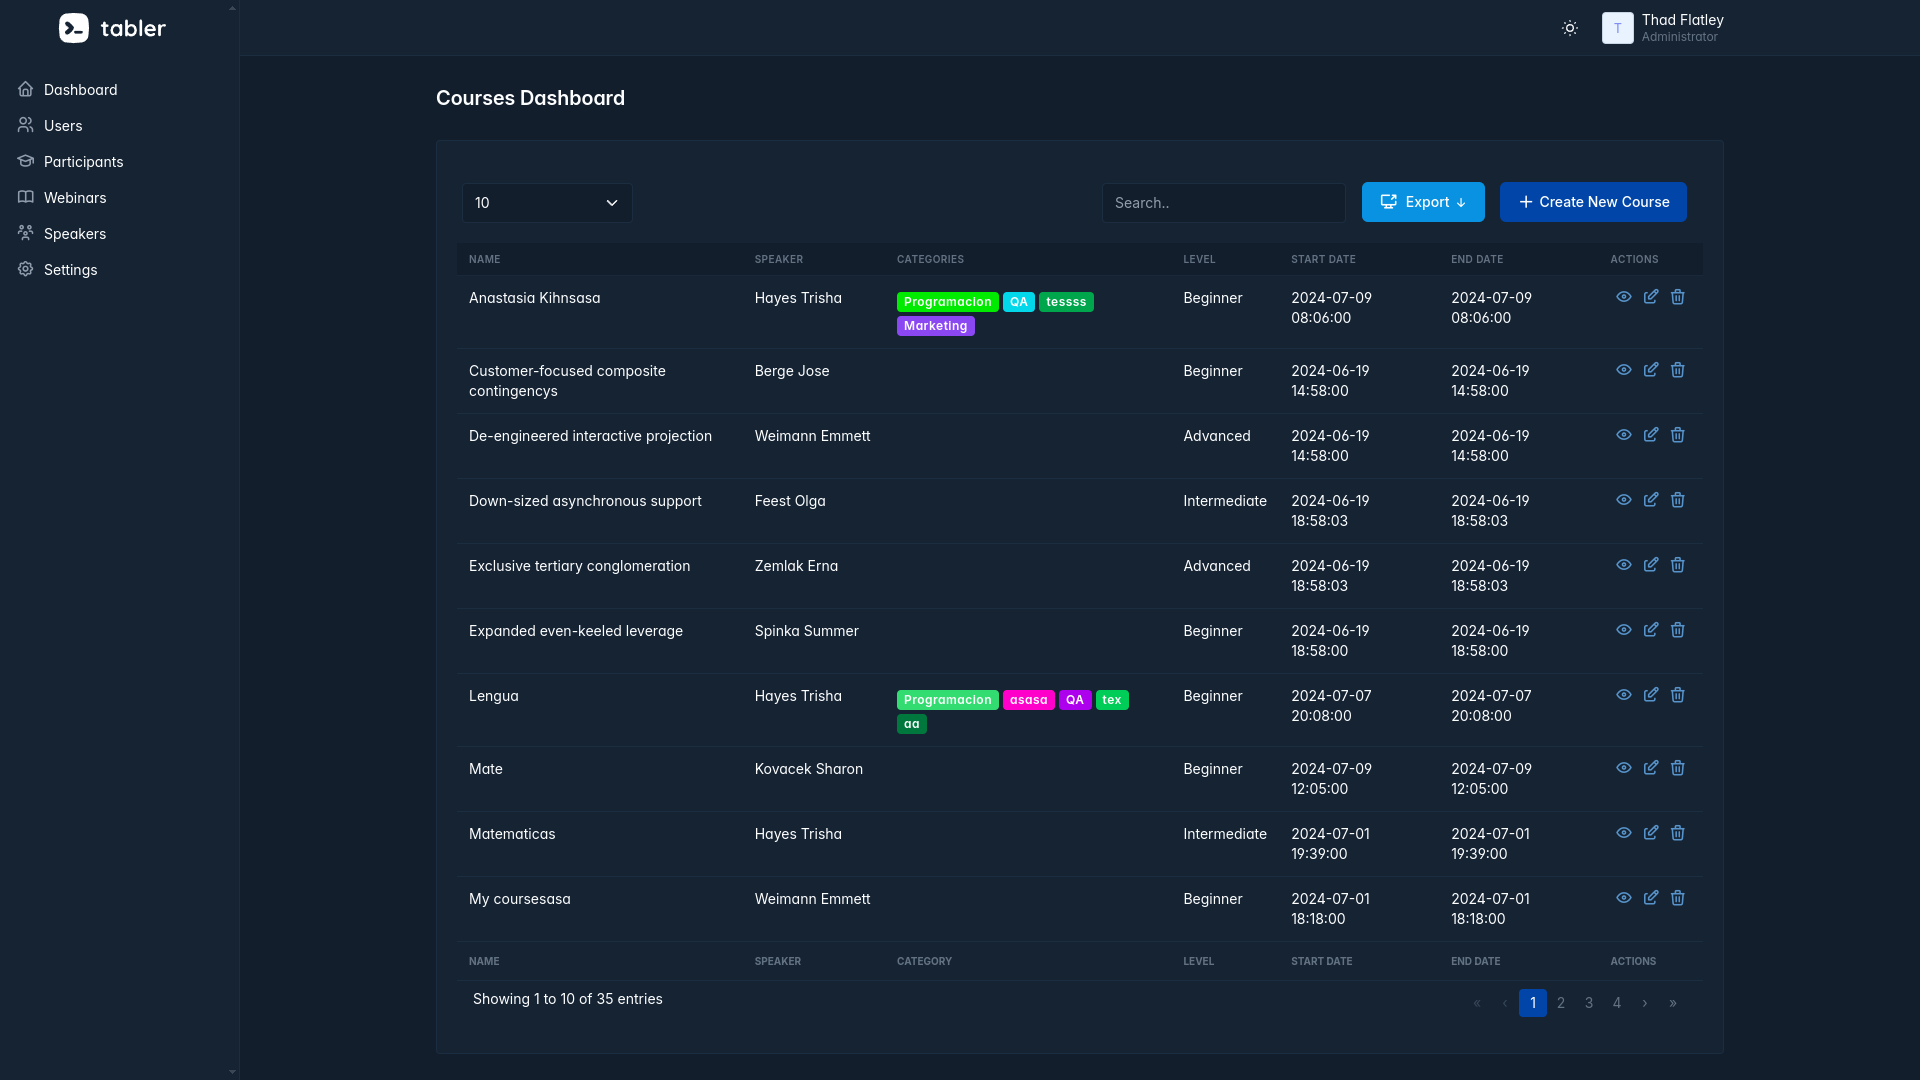 tabler
Thad Flatley
T
Administrator
Dashboard
Users
Participants
Webinars
Speakers
Settings
Courses Dashboard
10
Search..
Export ↓
Create New Course
NAME SPEAKER CATEGORIES LEVEL START DATE END DATE ACTIONS
Anastasia Kihnsasa Hayes Trisha Programacion QA tessss Beginner 2024-07-09 2024-07-09
Marketing 08:06:00 08:06:00
Customer-focused composite Berge Jose Beginner 2024-06-19 2024-06-19
contingencys 14:58:00 14:58:00
De-engineered interactive projection Weimann Emmett Advanced 2024-06-19 2024-06-19
14:58:00 14:58:00
Down-sized asynchronous support Feest Olga Intermediate 2024-06-19 2024-06-19
18:58:03 18:58:03
Exclusive tertiary conglomeration Zemlak Erna Advanced 2024-06-19 2024-06-19
18:58:03 18:58:03
Expanded even-keeled leverage Spinka Summer Beginner 2024-06-19 2024-06-19
18:58:00 18:58:00
Lengua Hayes Trisha Programacion asasa QA tex Beginner 2024-07-07 2024-07-07
aa 20:08:00 20:08:00
Mate Kovacek Sharon Beginner 2024-07-09 2024-07-09
12:05:00 12:05:00
Matematicas Hayes Trisha Intermediate 2024-07-01 2024-07-01
19:39:00 19:39:00
My coursesasa Weimann Emmett Beginner 2024-07-01 2024-07-01
18:18:00 18:18:00
NAME SPEAKER CATEGORY LEVEL START DATE END DATE ACTIONS
Showing 1 to 10 of 35 entries
« ‹ 1 2 3 4 › »